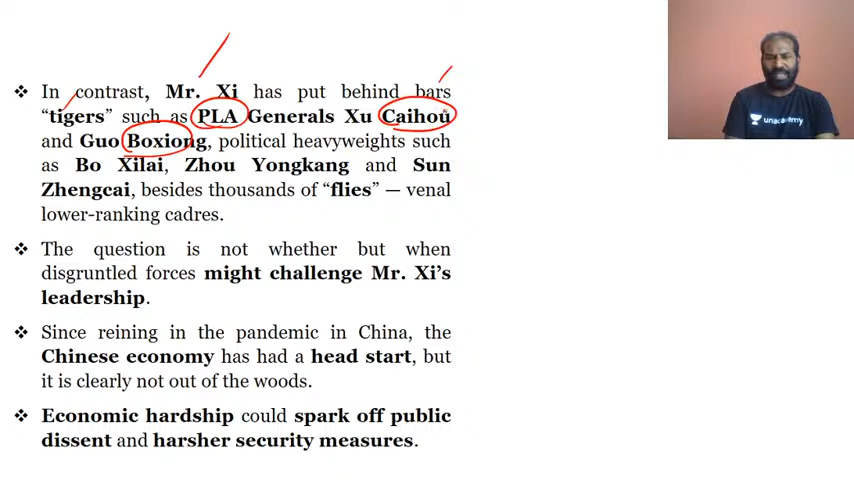 ❖ In contrast, Mr. Xi has put behind bars
“tigers” such as PLA Generals Xu Caihou
and Guo Boxiong, political heavyweights such
as Bo Xilai, Zhou Yongkang and Sun
Zhengcai, besides thousands of “flies” — venal
lower-ranking cadres.
❖ The question is not whether but when
disgruntled forces might challenge Mr. Xi’s
leadership.
❖ Since reining in the pandemic in China, the
Chinese economy has had a head start, but
it is clearly not out of the woods.
❖ Economic hardship could spark off public
dissent and harsher security measures.
unacademy